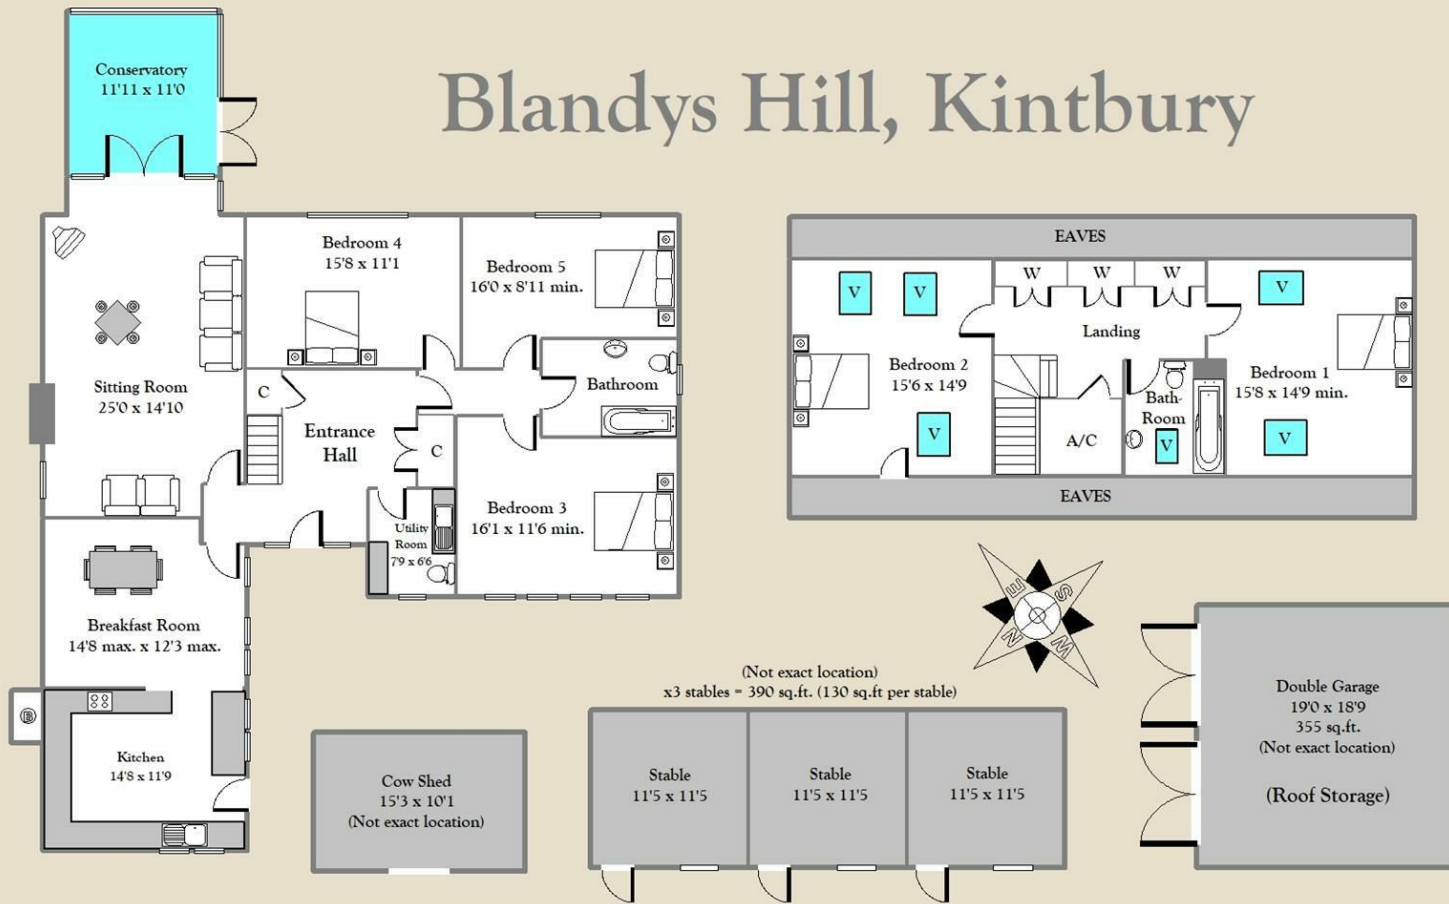 Blandys Hill, Kintbury
Conservatory
11'11 x 11'0
Bedroom 4
15'8 x 11'1
Bedroom 5
16'0 x 8'11 min.
Sitting Room
25'0 x 14'10
C
Entrance
Hall
C
Bathroom
Bedroom 3
16'1 x 11'6 min.
Utility
Room
7'9 x 6'6
Breakfast Room
14'8 max. x 12'3 max.
B
Kitchen
14'8 x 11'9
EAVES
V
V
W
W
W
V
Landing
Bedroom 2
15'6 x 14'9
Bedroom 1
15'8 x 14'9 min.
Bath-
Room
V
A/C
V
V
EAVES
E
S
N
W
Cow Shed
15'3 x 10'1
(Not exact location)
(Not exact location)
x3 stables = 390 sq.ft. (130 sq.ft per stable)
Stable
11'5 x 11'5
Stable
11'5 x 11'5
Stable
11'5 x 11'5
Double Garage
19'0 x 18'9
355 sq.ft.
(Not exact location)
(Roof Storage)